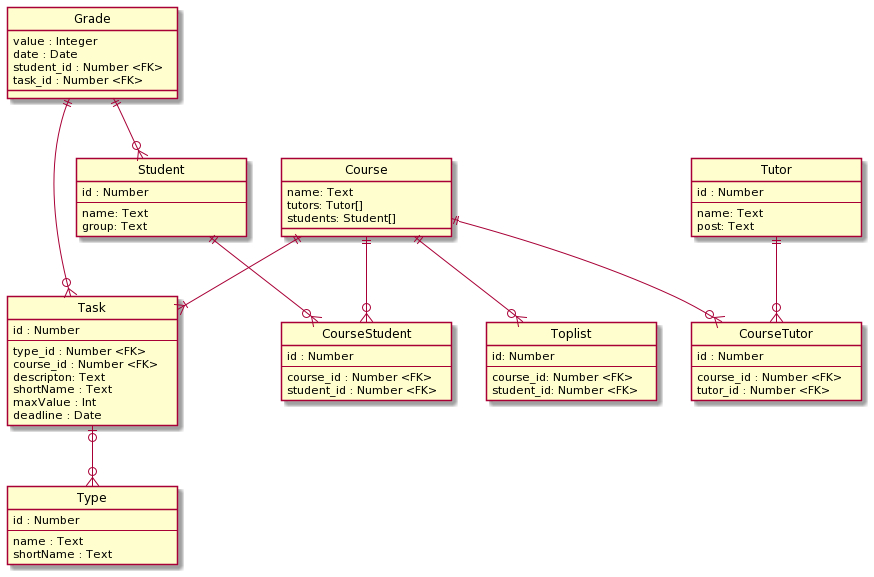 Grade
value : Integer
date : Date
student_id : Number <FK>
task_id : Number <FK>
Student
id : Number
name: Text
group: Text
Course
name: Text
tutors: Tutor[]
students: Student[]
Tutor
id : Number
name: Text
post: Text
Task
id : Number
type_id : Number <FK>
course_id : Number <FK>
descripton: Text
shortName : Text
maxValue : Int
deadline : Date
CourseStudent
id : Number
course_id : Number <FK>
student_id : Number <FK>
Toplist
id: Number
course_id: Number <FK>
student_id: Number <FK>
CourseTutor
id : Number
course_id : Number <FK>
tutor_id : Number <FK>
Type
id : Number
name : Text
shortName : Text